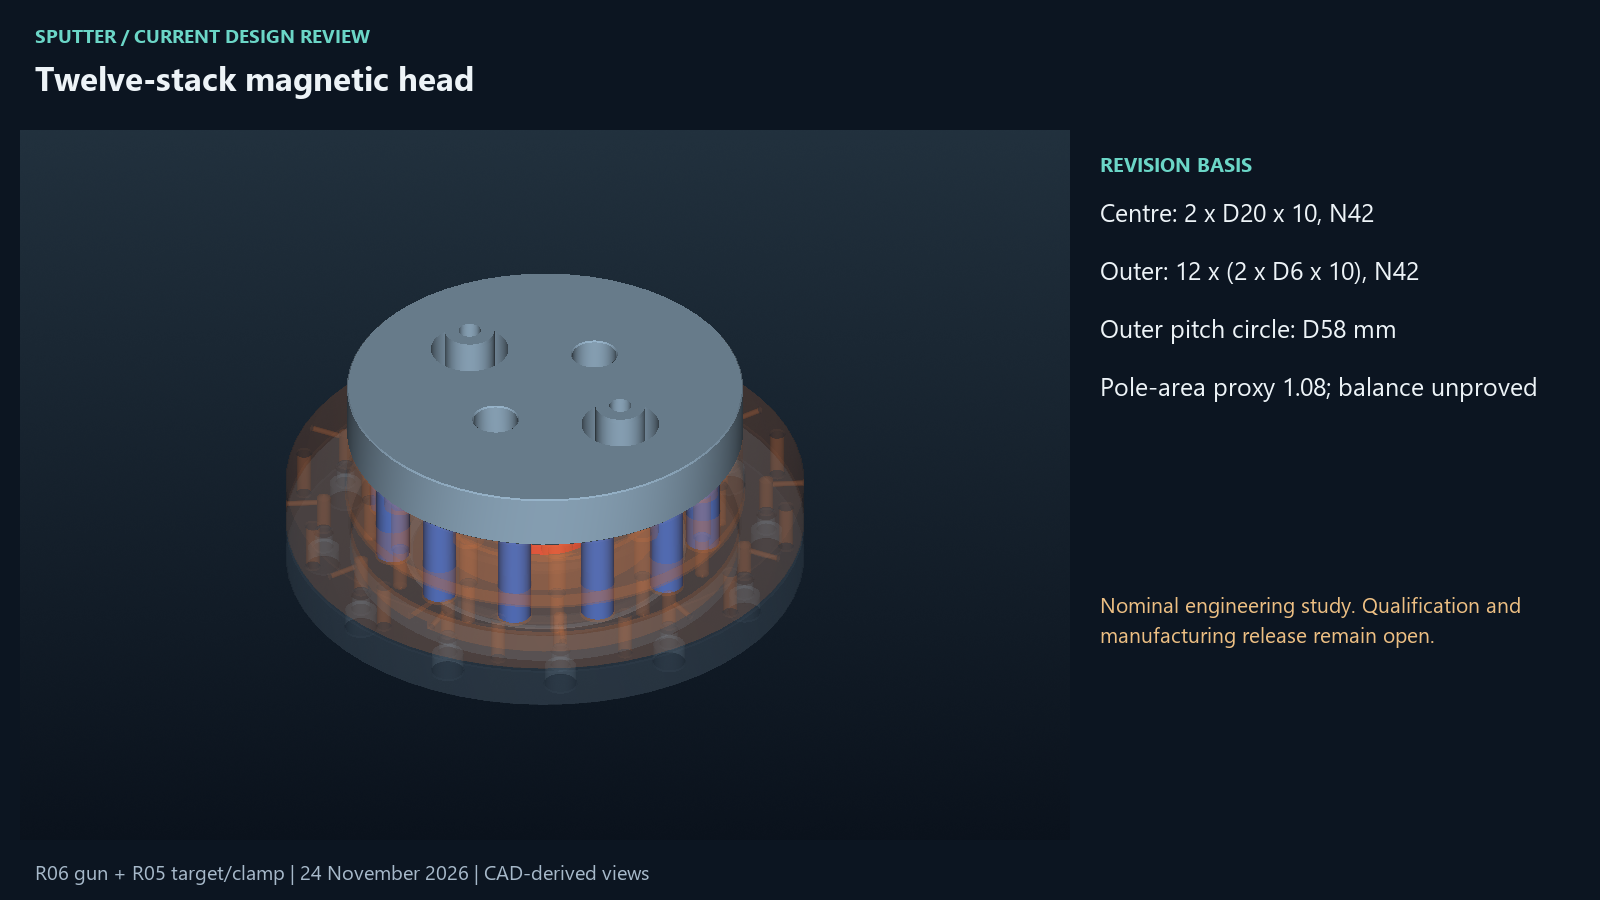 SPUTTER / CURRENT DESIGN REVIEW
Twelve-stack magnetic head
REVISION BASIS
Centre: 2 x D20 x 10, N42
Outer: 12 x (2 x D6 x 10), N42
Outer pitch circle: D58 mm
Pole-area proxy 1.08; balance unproved
Nominal engineering study. Qualification and
manufacturing release remain open.
R06 gun + R05 target/clamp | 24 November 2026 | CAD-derived views